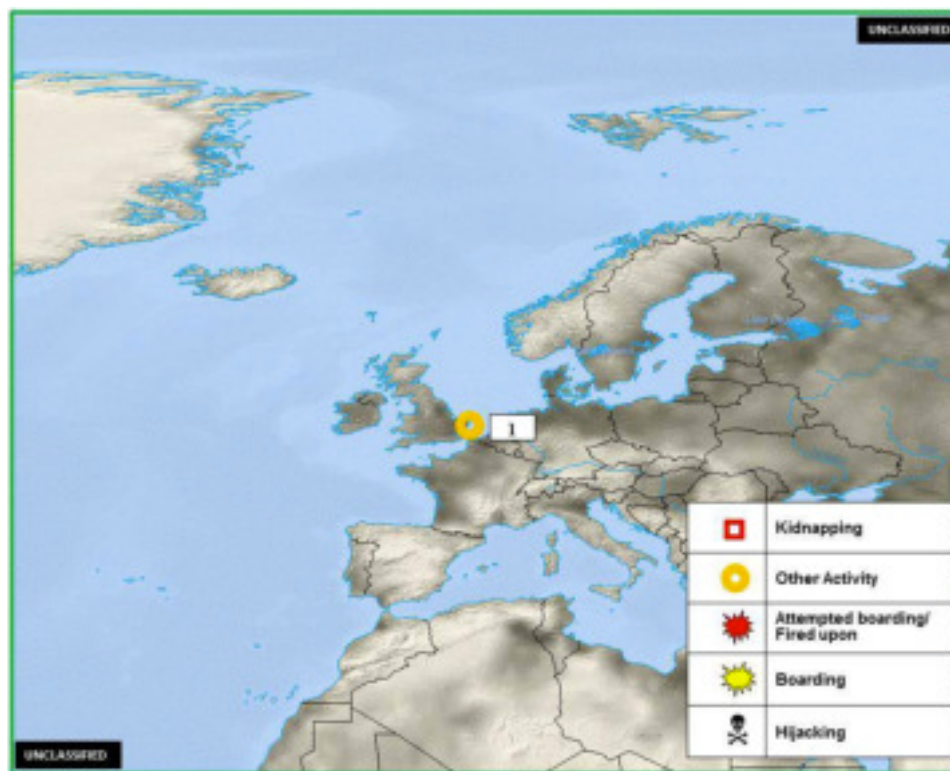 UNCLASSIFIED
1
Kidnapping
Other Activity
Attempted boarding/
Fired upon
Boarding
Hijacking
UNCLASSIFIED